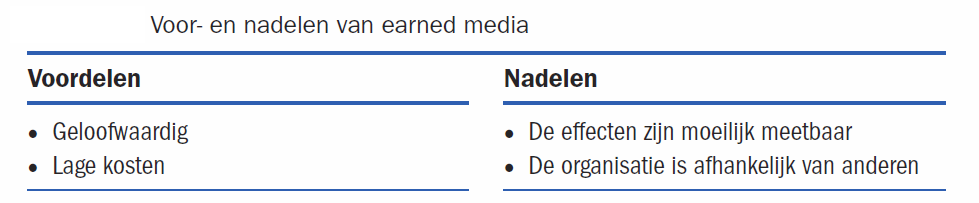 Voor- en nadelen van earned media
Voordelen
• Geloofwaardig
• Lage kosten
Nadelen
• De effecten zijn moeilijk meetbaar
• De organisatie is afhankelijk van anderen